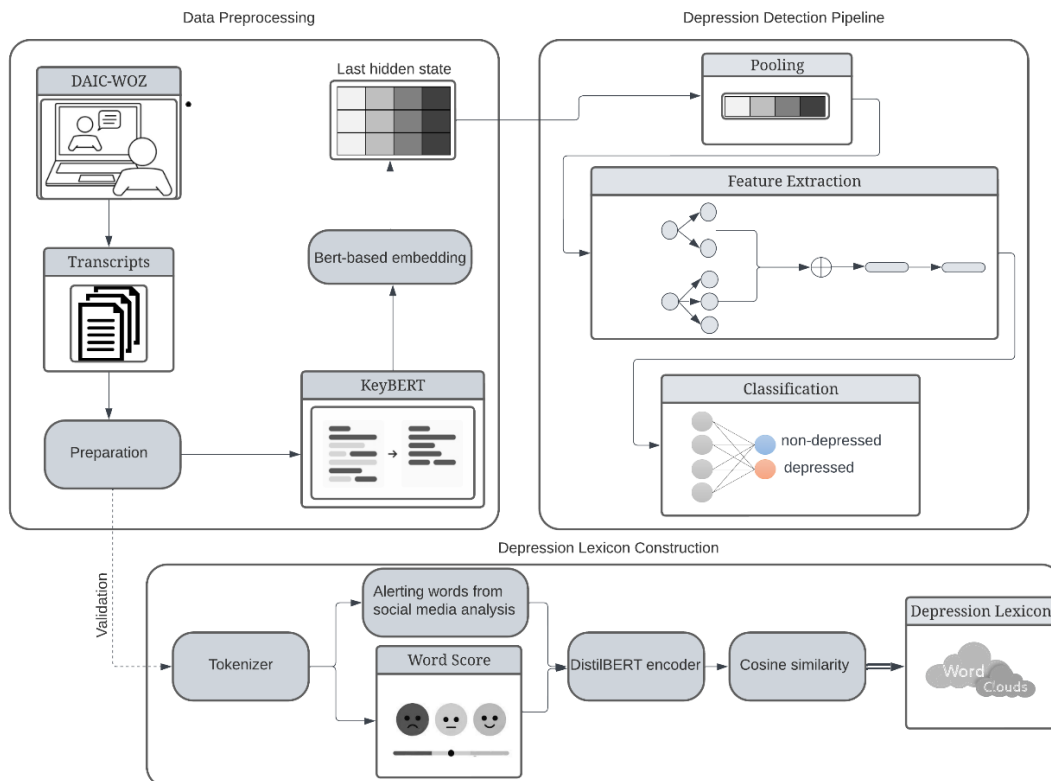 Data Preprocessing
DAIC-WOZ
Transcripts
Preparation
KeyBERT
Bert-based embedding
Last hidden state
Depression Detection Pipeline
Pooling
Feature Extraction
Classification
non-depressed
depressed
Validation
Depression Lexicon Construction
Tokenizer
Alerting words from
social media analysis
Word Score
DistilBERT encoder
Cosine similarity
Depression Lexicon
Word
Clouds